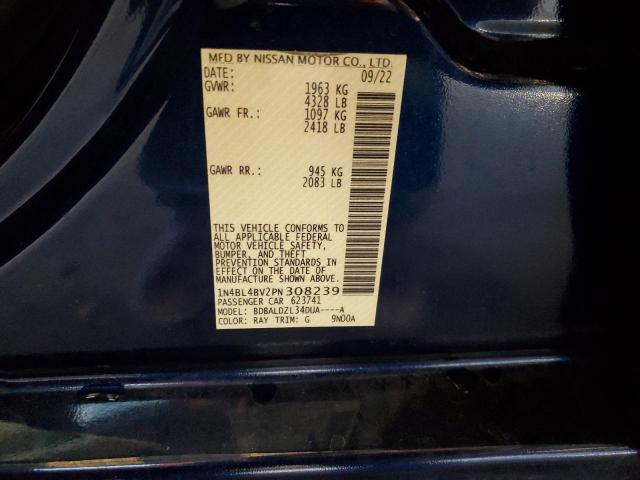 MFD BY NISSAN MOTOR CO., LTD.
DATE: 09/22
GVWR: 1963 KG
4328 LB
GAWR FR.: 1097 KG
2418 LB
GAWR RR.: 945 KG
2083 LB
THIS VEHICLE CONFORMS TO
ALL APPLICABLE FEDERAL
MOTOR VEHICLE SAFETY,
BUMPER, AND THEFT
PREVENTION STANDARDS IN
EFFECT ON THE DATE OF
MANUFACTURE SHOWN ABOVE.
1N4BL4BV2PN308239
PASSENGER CAR 623741
MODEL: BDBALDZL34DUA----A
COLOR: RAY TRIM: G 9N00A